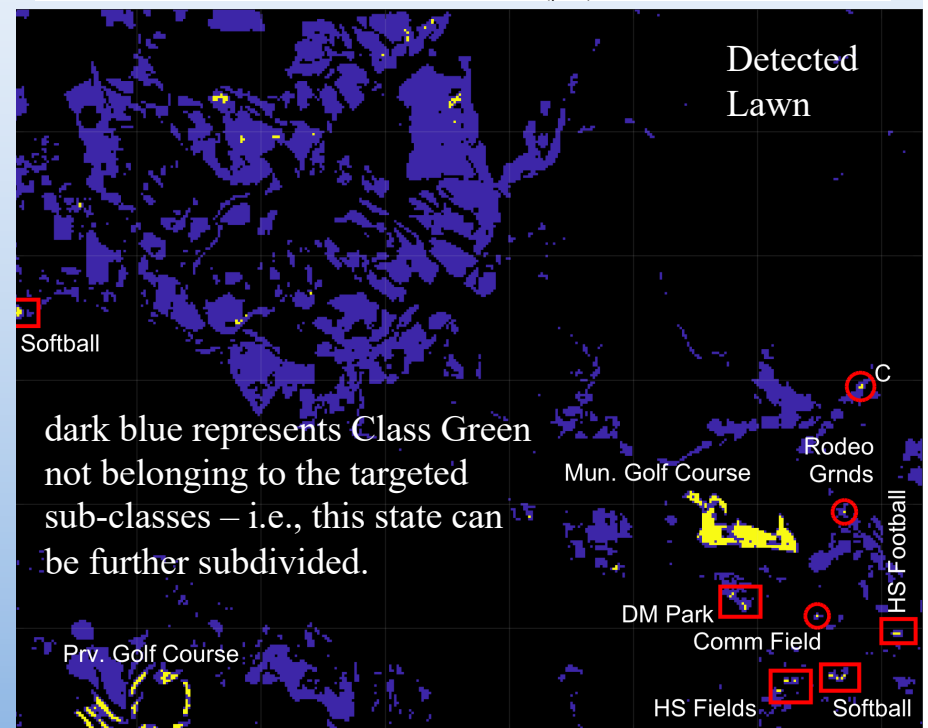 Detected
Lawn
Softball
C
dark blue represents Class Green
not belonging to the targeted
sub-classes – i.e., this state can
be further subdivided.
Rodeo
Grnds
Mun. Golf Course
HS Football
DM Park
Comm Field
Prv. Golf Course
HS Fields
Softball